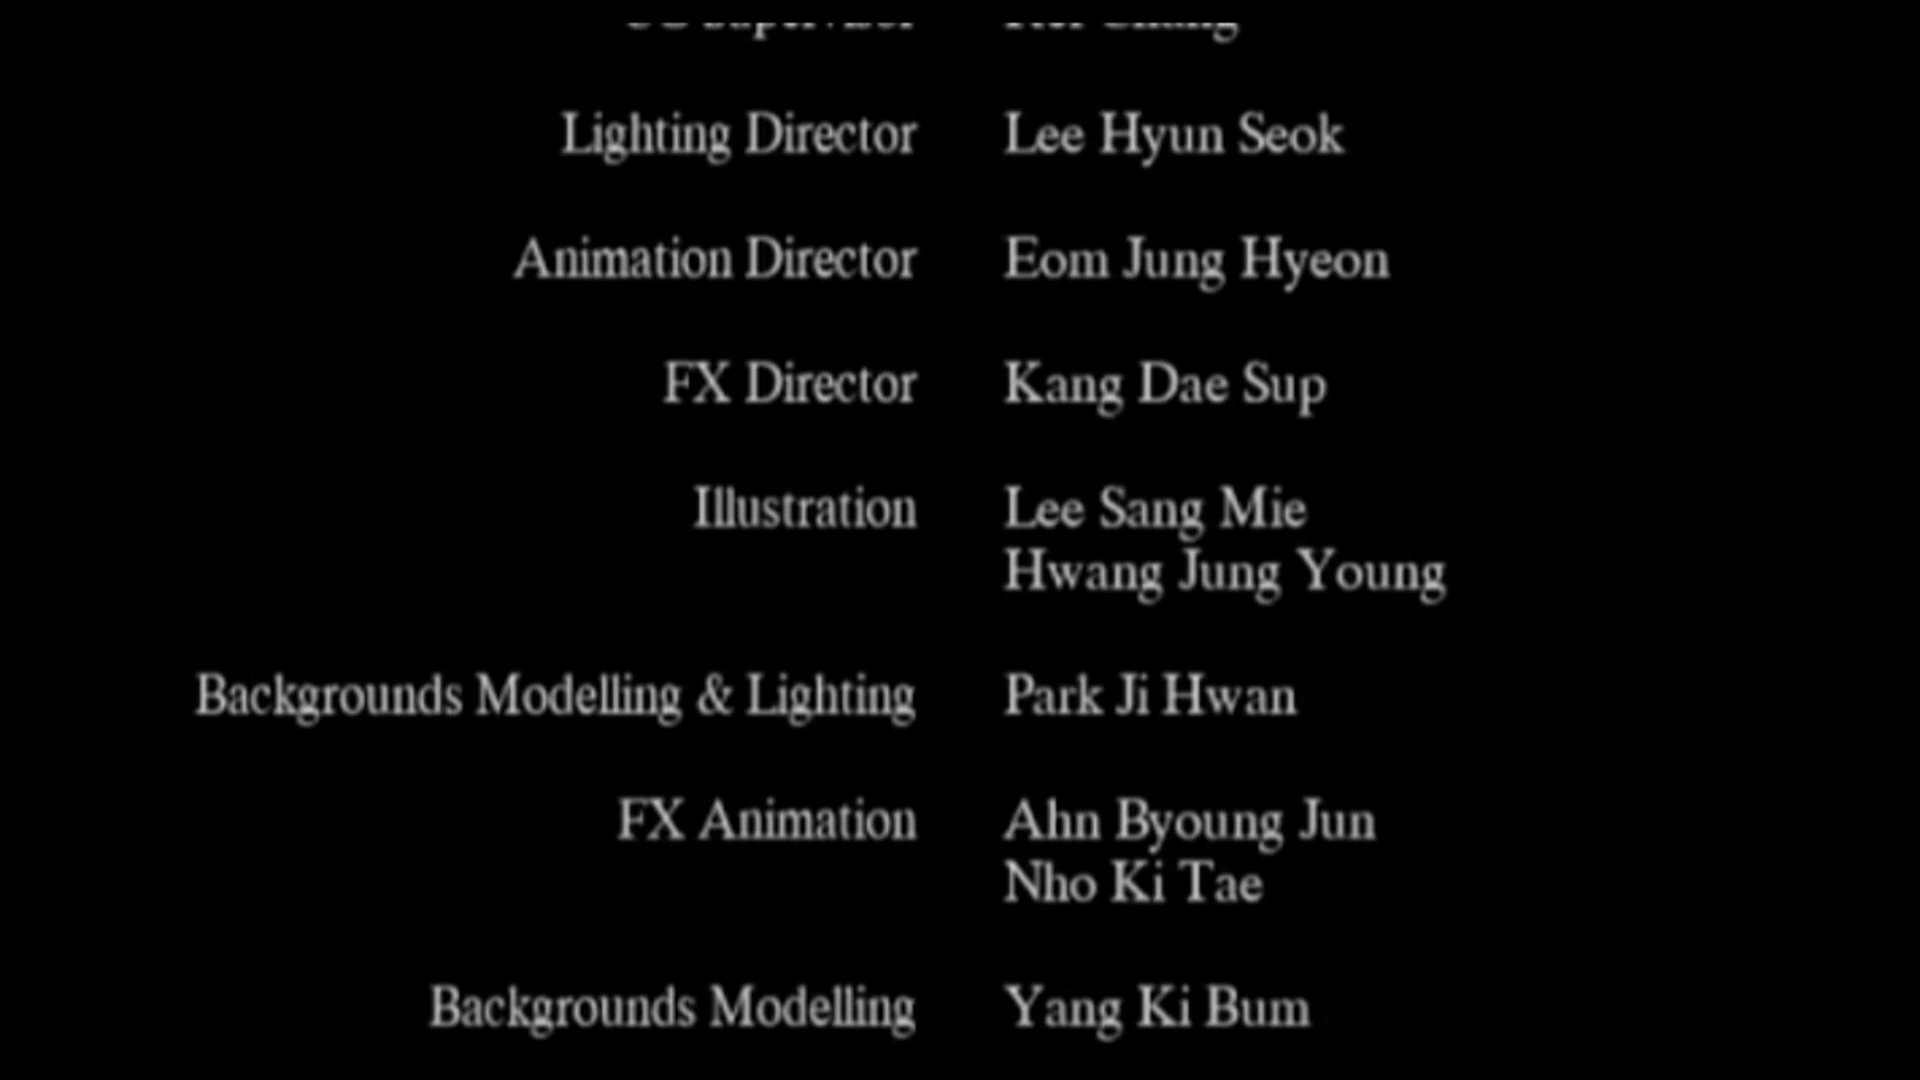 Supervisor
Lighting Director Lee Hyun Seok
Animation Director Eom Jung Hyeon
FX Director Kang Dae Sup
Illustration Lee Sang Mie
Hwang Jung Young
Backgrounds Modelling & Lighting Park Ji Hwan
FX Animation Ahn Byoung Jun
Nho Ki Tae
Backgrounds Modelling Yang Ki Bum